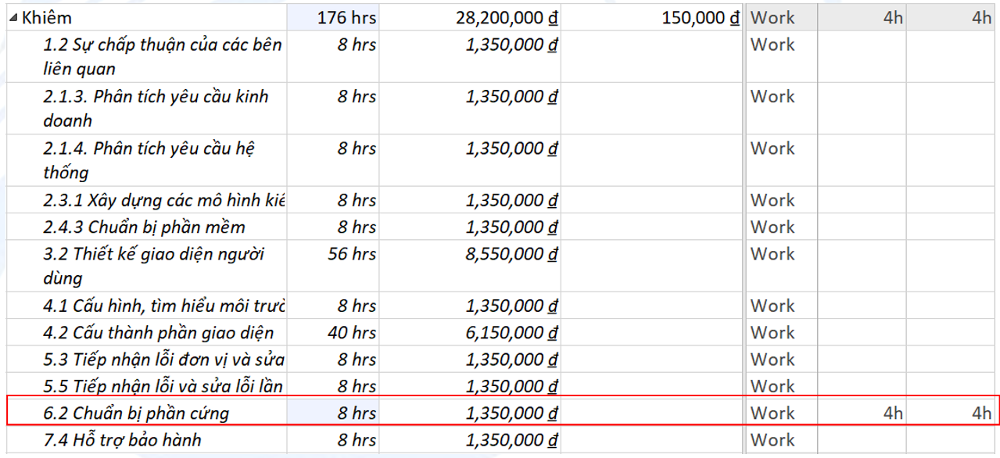 Khiêm 176 hrs 28,200,000 ₫ 150,000 ₫ Work 4h 4h
1.2 Sự chấp thuận của các bên 8 hrs 1,350,000 ₫ Work
liên quan
2.1.3. Phân tích yêu cầu kinh 8 hrs 1,350,000 ₫ Work
doanh
2.1.4. Phân tích yêu cầu hệ 8 hrs 1,350,000 ₫ Work
thống
2.3.1 Xây dựng các mô hình 8 hrs 1,350,000 ₫ Work
2.4.3 Chuẩn bị phần mềm 8 hrs 1,350,000 ₫ Work
3.2 Thiết kế giao diện người 56 hrs 8,550,000 ₫ Work
dùng
4.1 Cấu hình, tìm hiểu môi 8 hrs 1,350,000 ₫ Work
4.2 Cấu thành phần giao diện 40 hrs 6,150,000 ₫ Work
5.3 Tiếp nhận lỗi đơn vị và sửa 8 hrs 1,350,000 ₫ Work
5.5 Tiếp nhận lỗi và sửa lỗi lần 8 hrs 1,350,000 ₫ Work
6.2 Chuẩn bị phần cứng 8 hrs 1,350,000 ₫ Work 4h 4h
7.4 Hỗ trợ bảo hành 8 hrs 1,350,000 ₫ Work